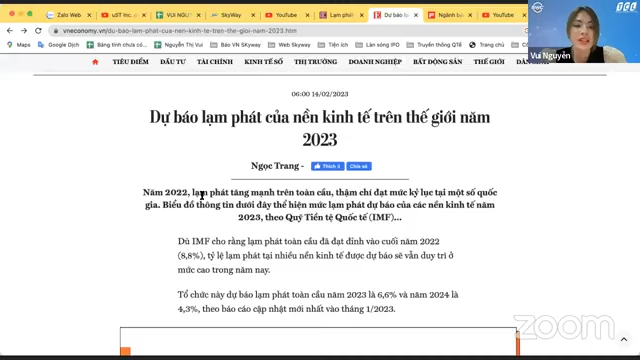 Zalo Web
uST Inc. d
VUI NGUY
SkyWay
YouTube
Lạm phát
Dự báo lạ
Ngành bả
YouTube
vneconomy.vn/du-bao-lam-phat-cua-nen-kinh-te-tren-the-gioi-nam-2023.htm
Google Dịch
Bảng tính chưa có...
Nguyễn Thị Vui
Báo VN SKYWay
Web Skyway
Làn sóng IPO
Truyền thông QT6
Trang chủ
TIÊU ĐIỂM ĐẦU TƯ TÀI CHÍNH KINH TẾ SỐ THỊ TRƯỜNG DOANH NGHIỆP BẤT ĐỘNG SẢN THẾ GIỚI
TCC
Vui Nguyễn
06:00 14/02/2023
Dự báo lạm phát của nền kinh tế trên thế giới năm
2023
Ngọc Trang -
Thích
Chia sẻ
Năm 2022, lạm phát tăng mạnh trên toàn cầu, thậm chí đạt mức kỷ lục tại một số quốc
gia. Biểu đồ thông tin dưới đây thể hiện mức lạm phát dự báo của các nền kinh tế năm
2023, theo Quỹ Tiền tệ Quốc tế (IMF)...
Dù IMF cho rằng lạm phát toàn cầu đã đạt đỉnh vào cuối năm 2022
(8,8%), tỷ lệ lạm phát tại nhiều nền kinh tế được dự báo sẽ vẫn duy trì ở
mức cao trong năm nay.
Tổ chức này dự báo lạm phát toàn cầu năm 2023 là 6,6% và năm 2024 là
4,3%, theo báo cáo cập nhật mới nhất vào tháng 1/2023.
zoom